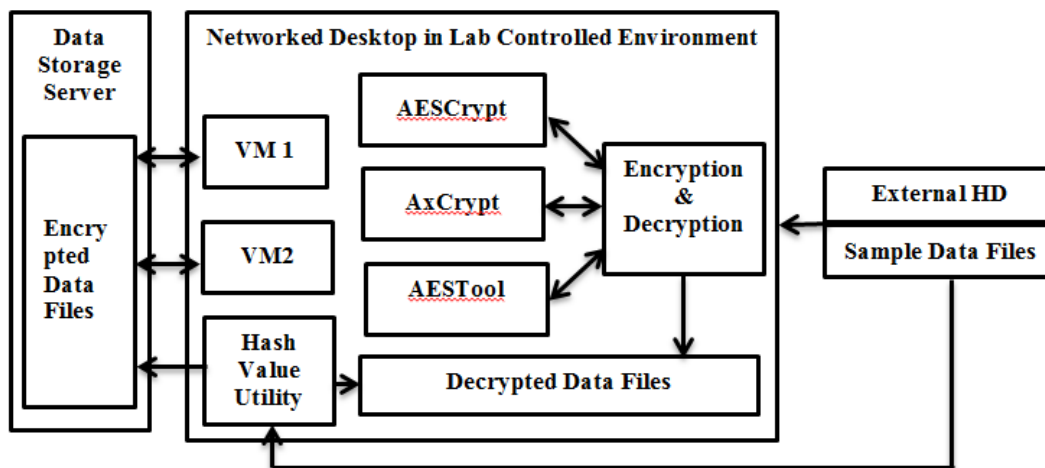 Data
Storage
Server
Encry
pted
Data
Files
Networked Desktop in Lab Controlled Environment
VM 1
VM2
Hash
Value
Utility
AESCrypt
AxCrypt
AESTool
Encryption
&
Decryption
Decrypted Data Files
External HD
Sample Data Files